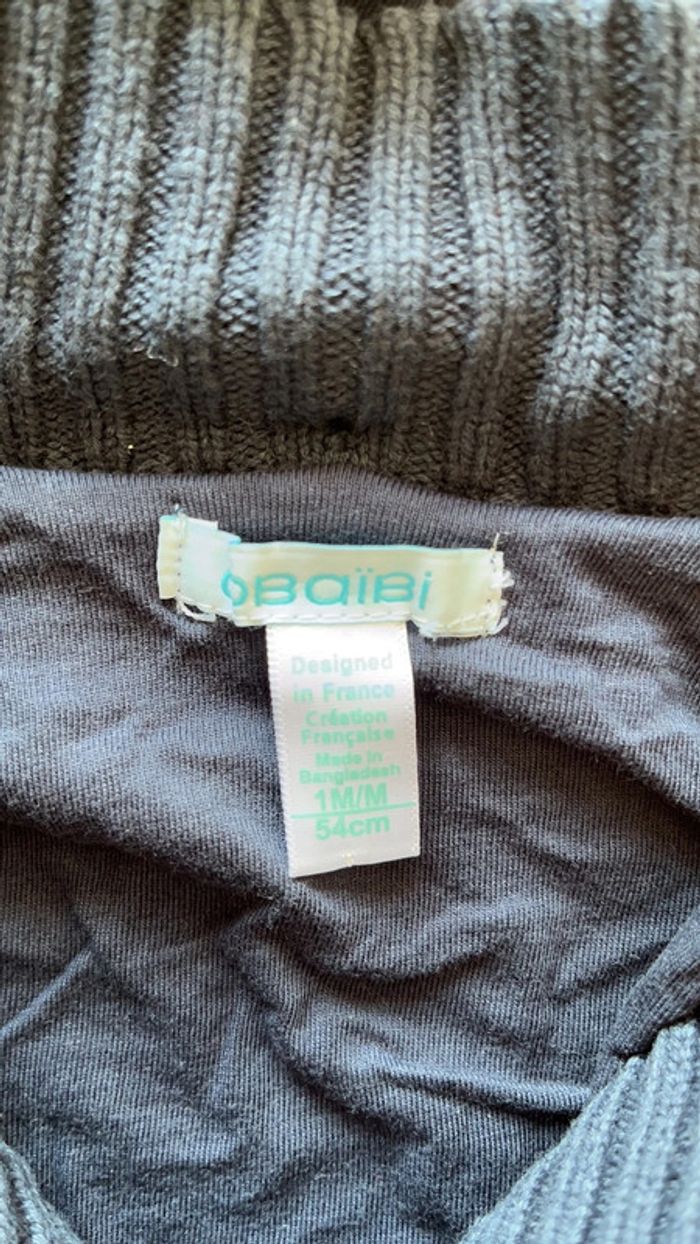 oBaïBi
Designed
in France
Création
Française
Made in
Bangladesh
1M/M
54cm